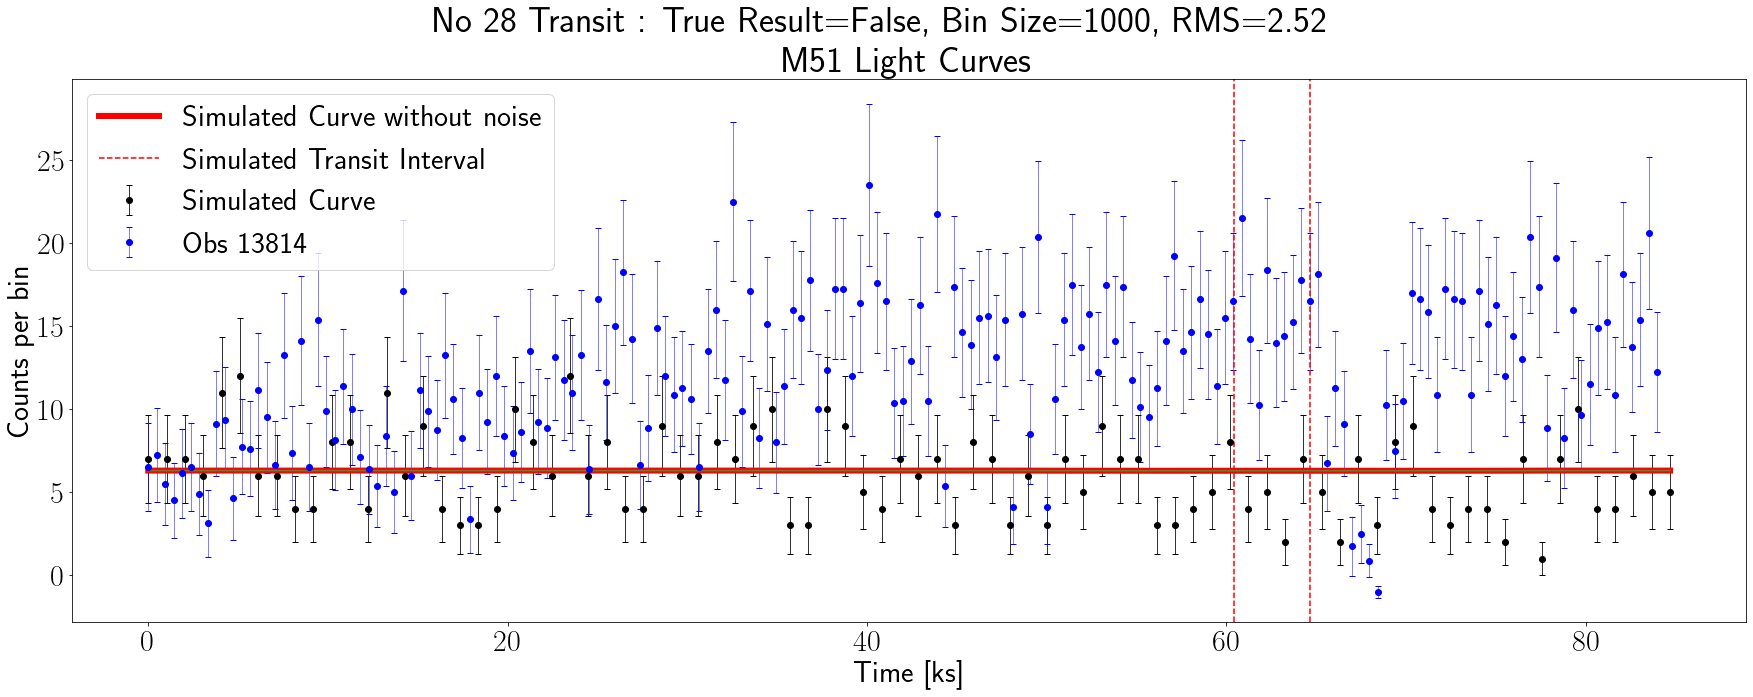 No 28 Transit : True Result=False, Bin Size=1000, RMS=2.52
M51 Light Curves
Simulated Curve without noise
Simulated Transit Interval
Simulated Curve
Obs 13814
Counts per bin
25
20
15
10
5
0
0 20 40 60 80
Time [ks]